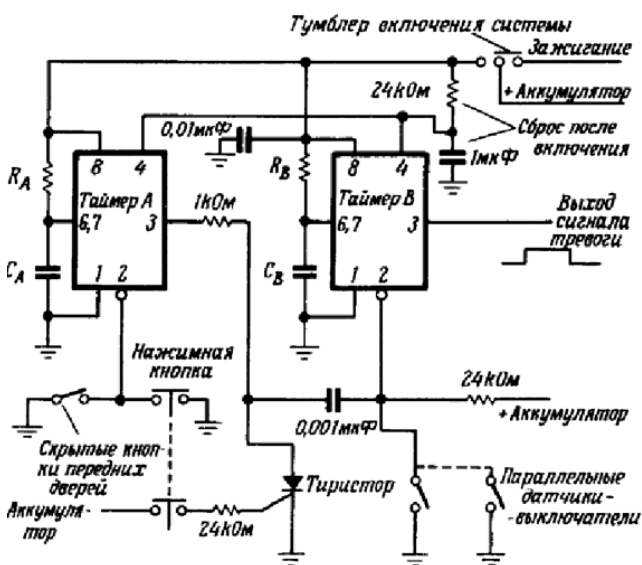 Тумблер включения системы
Зажигание
+ Аккумулятор
24 кОм
Сброс после
включения
0,01 мкФ
1 мкФ
8
4
R_A
Таймер А
6,7
3
1кОм
C_A
1
2
8
4
R_B
Таймер В
6,7
3
C_B
1
2
Выход
сигнала
тревоги
Нажимная
кнопка
0,001 мкФ
24 кОм
+ Аккумулятор
Скрытые кноп-
ки передних
дверей
Тиристор
Параллельные
датчики-
-выключатели
Аккумуля-
тор
24 кОм